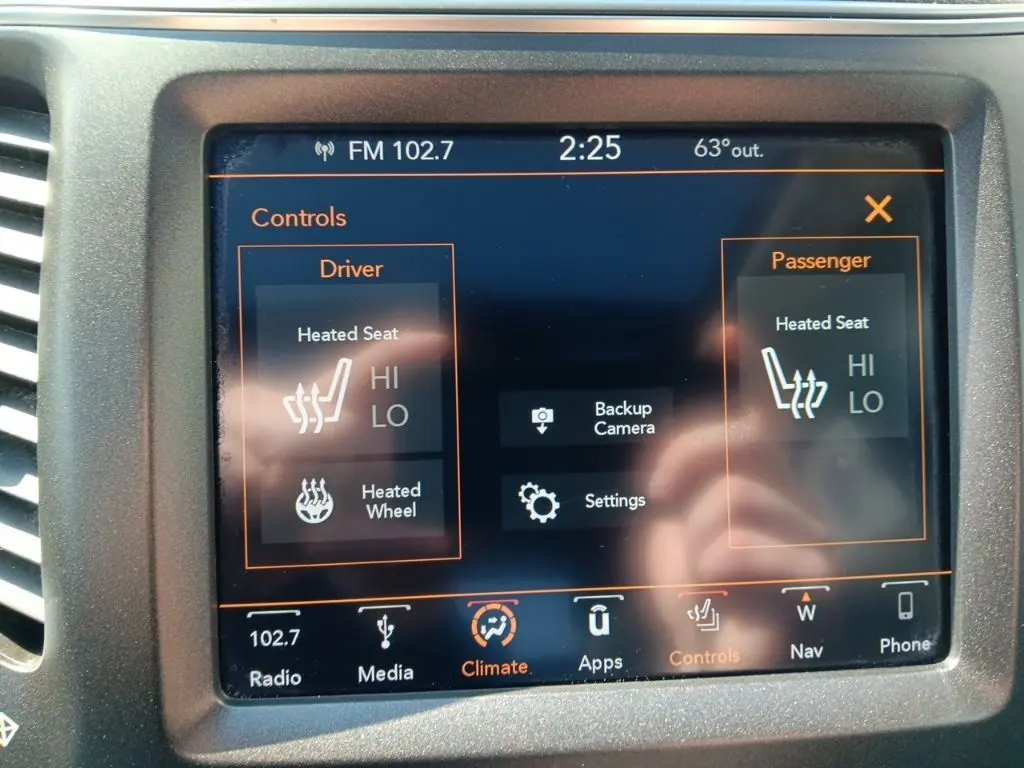 FM 102.7 2:25 63°out.
Controls
Driver
Heated Seat
HI
LO
Heated
Wheel
Backup
Camera
Settings
Passenger
Heated Seat
HI
LO
102.7
Radio
Media
Climate
Apps
Controls
W
Nav
Phone